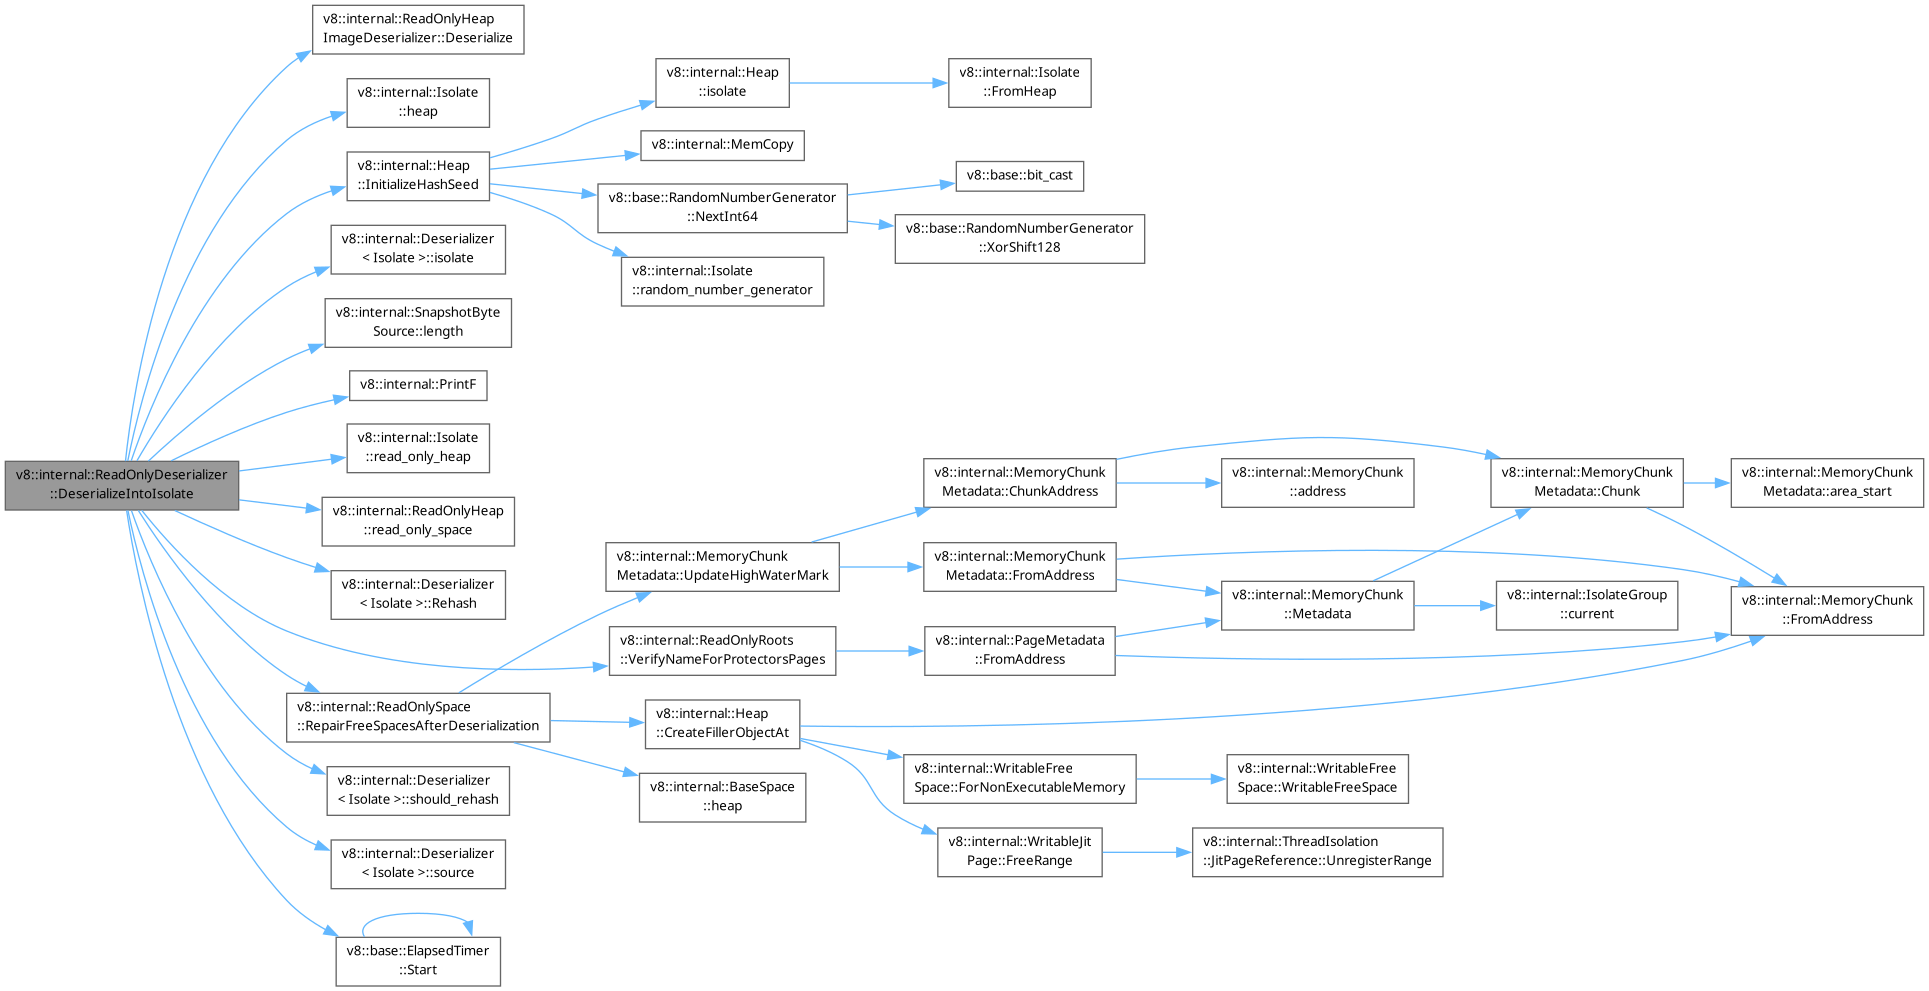 v8::internal::ReadOnlyHeap
ImageDeserializer::Deserialize
v8::internal::Isolate
::heap
v8::internal::Heap
::InitializeHashSeed
v8::internal::Deserializer
< Isolate >::isolate
v8::internal::SnapshotByte
Source::length
v8::internal::PrintF
v8::internal::Isolate
::read_only_heap
v8::internal::ReadOnlyDeserializer
::DeserializeIntoIsolate
v8::internal::ReadOnlyHeap
::read_only_space
v8::internal::Deserializer
< Isolate >::Rehash
v8::internal::ReadOnlySpace
::RepairFreeSpacesAfterDeserialization
v8::internal::Deserializer
< Isolate >::should_rehash
v8::internal::Deserializer
< Isolate >::source
v8::base::ElapsedTimer
::Start
v8::internal::Heap
::isolate
v8::internal::MemCopy
v8::base::RandomNumberGenerator
::NextInt64
v8::internal::Isolate
::random_number_generator
v8::internal::Isolate
::FromHeap
v8::base::bit_cast
v8::base::RandomNumberGenerator
::XorShift128
v8::internal::MemoryChunk
Metadata::UpdateHighWaterMark
v8::internal::ReadOnlyRoots
::VerifyNameForProtectorsPages
v8::internal::Heap
::CreateFillerObjectAt
v8::internal::BaseSpace
::heap
v8::internal::MemoryChunk
Metadata::ChunkAddress
v8::internal::MemoryChunk
Metadata::FromAddress
v8::internal::PageMetadata
::FromAddress
v8::internal::WritableFree
Space::ForNonExecutableMemory
v8::internal::WritableJit
Page::FreeRange
v8::internal::MemoryChunk
::address
v8::internal::MemoryChunk
::Metadata
v8::internal::WritableFree
Space::WritableFreeSpace
v8::internal::ThreadIsolation
::JitPageReference::UnregisterRange
v8::internal::MemoryChunk
Metadata::Chunk
v8::internal::IsolateGroup
::current
v8::internal::MemoryChunk
Metadata::area_start
v8::internal::MemoryChunk
::FromAddress